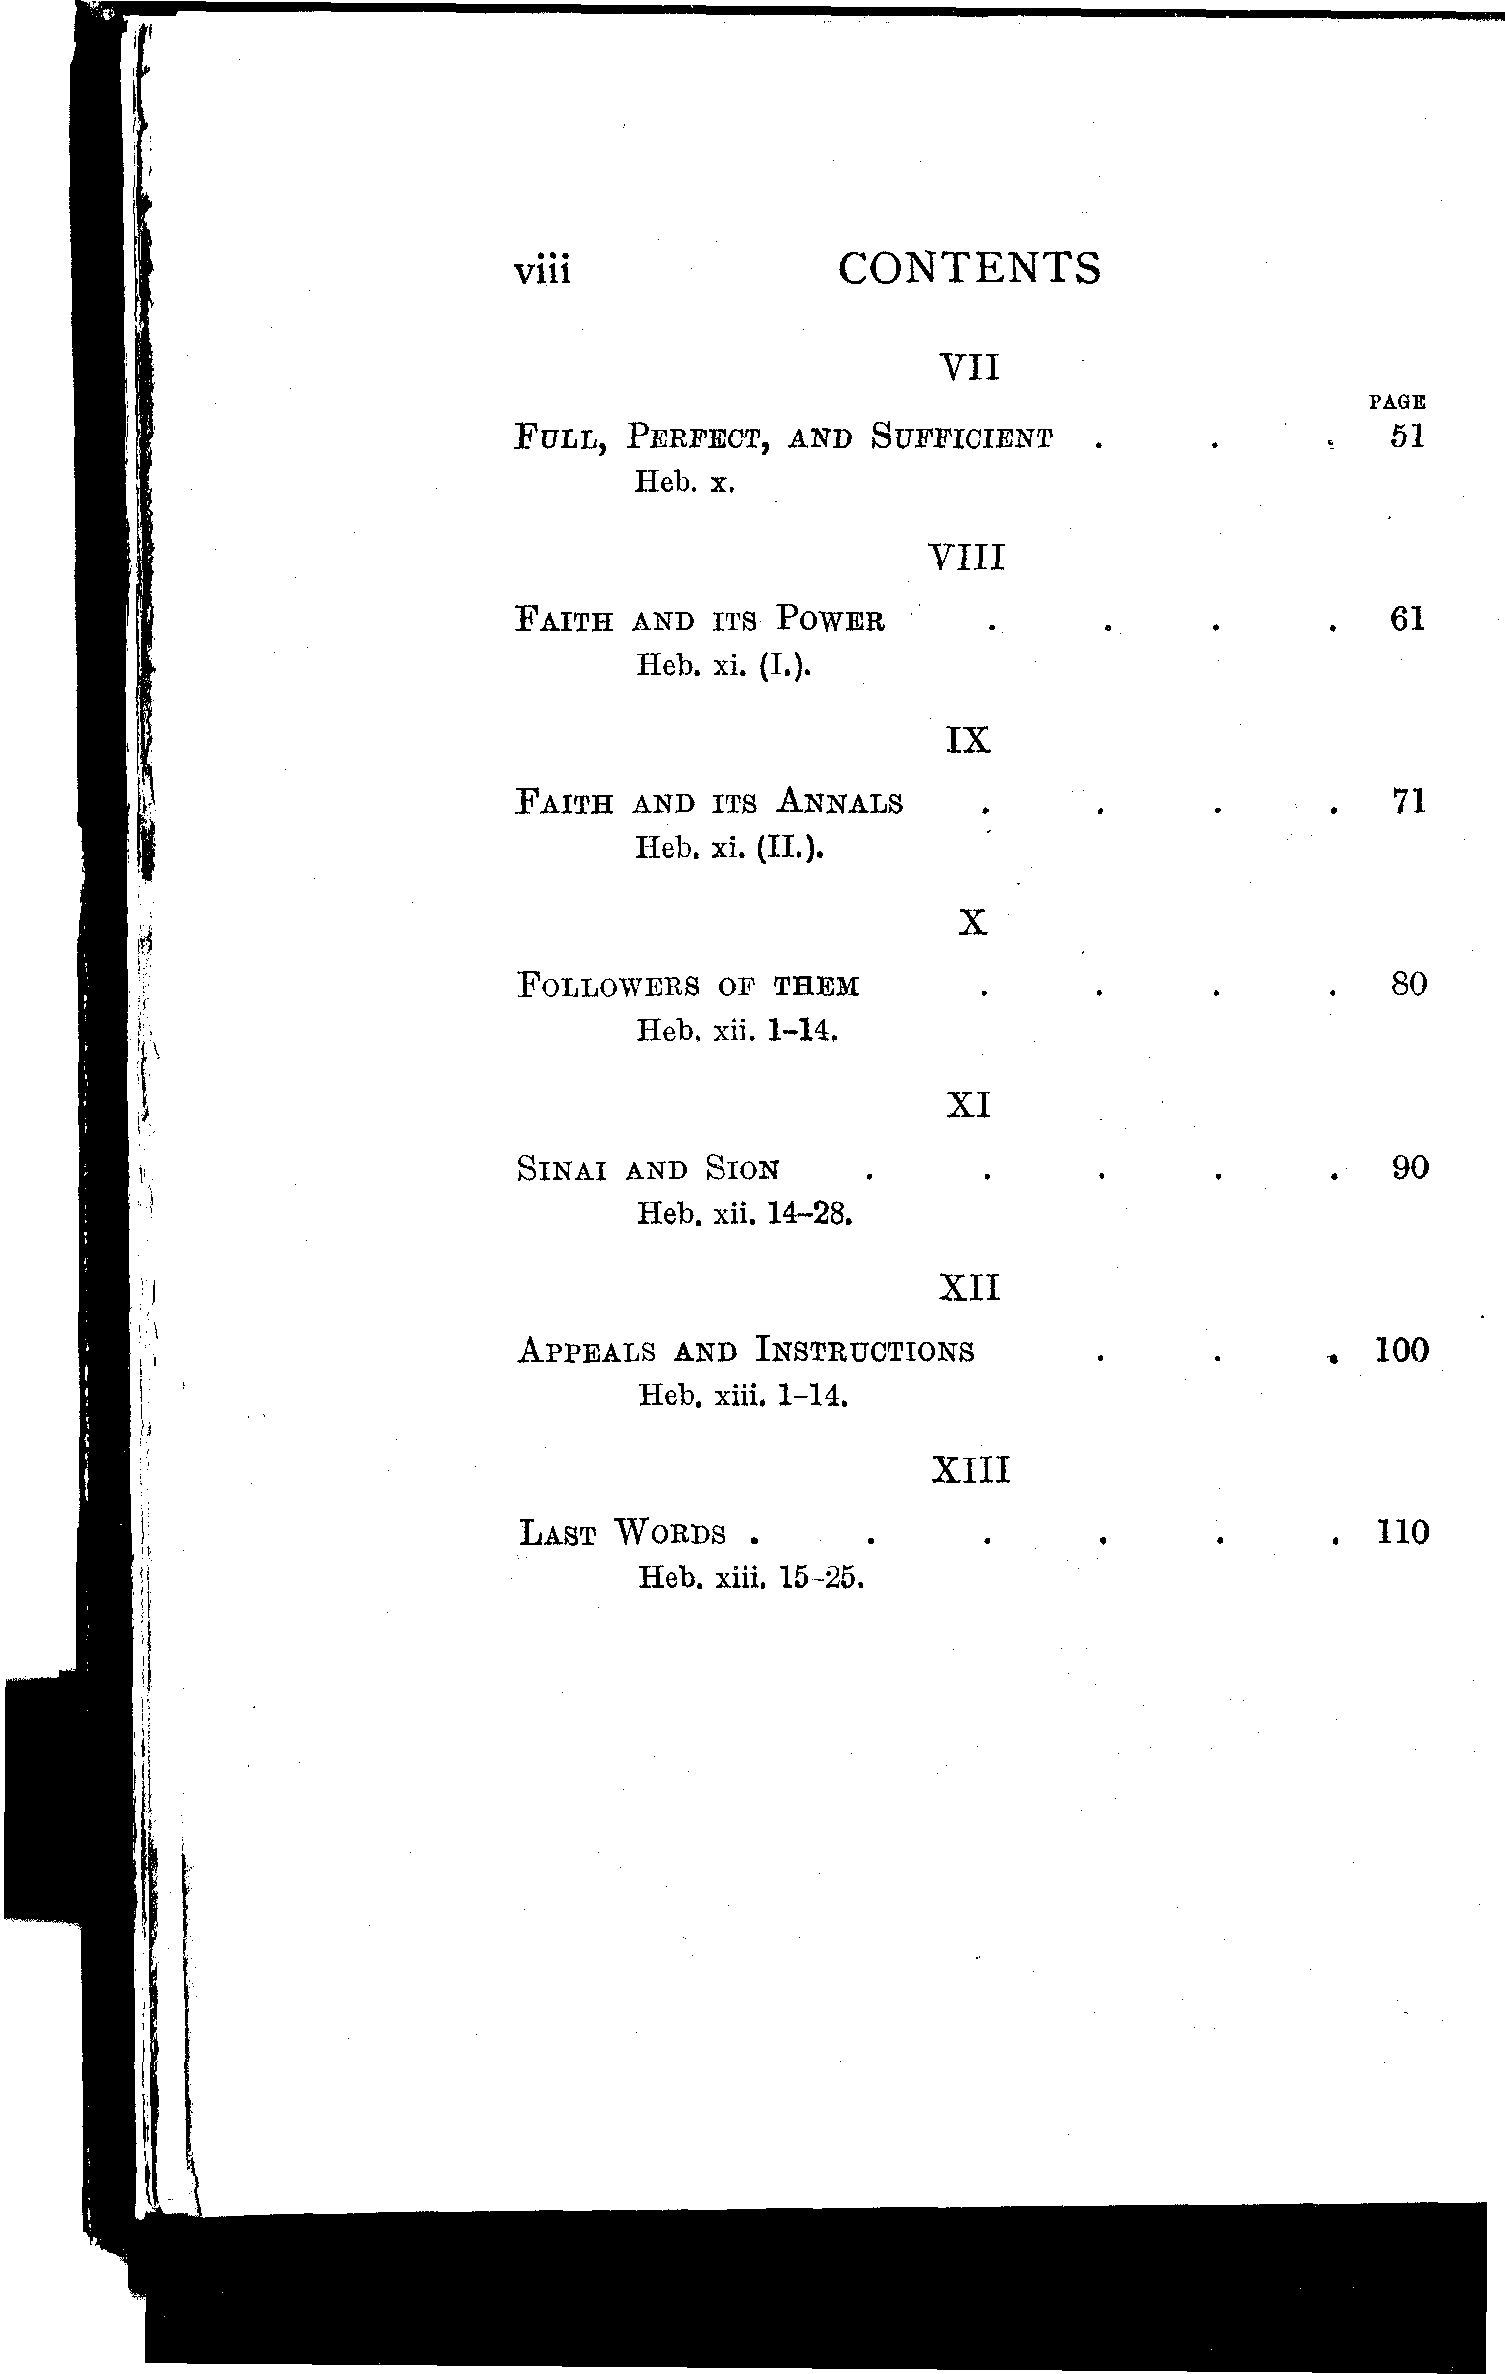 viii CONTENTS
VII
PAGE
FULL, PERFECT, AND SUFFICIENT . . . 51
Heb. x.
VIII
FAITH AND ITS POWER . . . . 61
Heb. xi. (I.).
IX
FAITH AND ITS ANNALS . . . . 71
Heb. xi. (II.).
X
FOLLOWERS OF THEM . . . . 80
Heb. xii. 1–14.
XI
SINAI AND SION . . . . . 90
Heb. xii. 14–28.
XII
APPEALS AND INSTRUCTIONS . . . 100
Heb. xiii. 1–14.
XIII
LAST WORDS . . . . . . 110
Heb. xiii. 15–25.